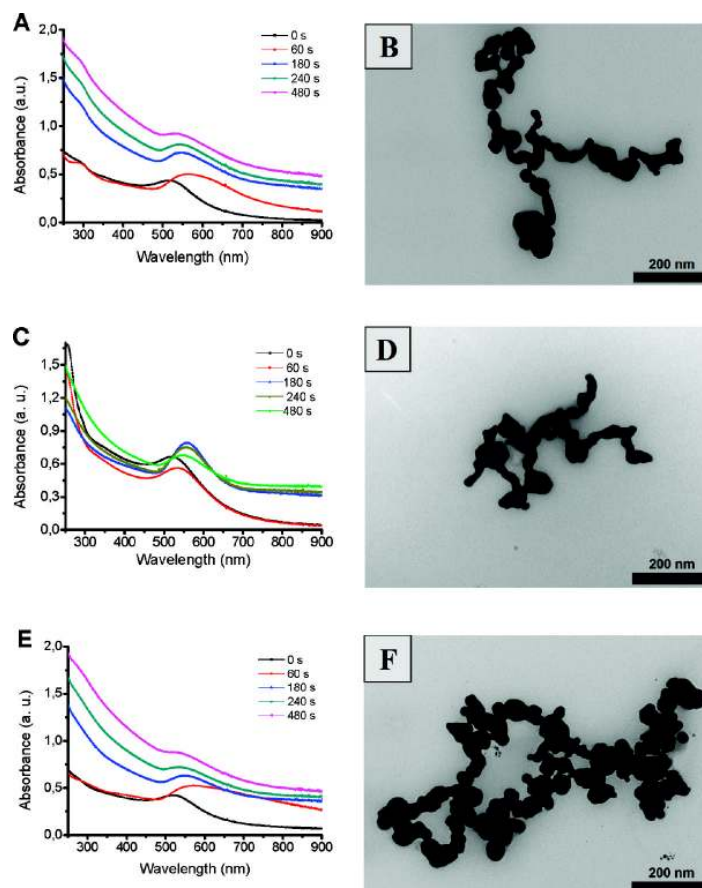 A
0 s
60 s
180 s
240 s
480 s
2,0
1,5
1,0
0,5
0,0
Absorbance (a.u.)
300 400 500 600 700 800 900
Wavelength (nm)
B
200 nm
C
0 s
60 s
180 s
240 s
480 s
1,5
1,2
0,9
0,6
0,3
0,0
Absorbance (a. u.)
300 400 500 600 700 800 900
Wavelength (nm)
D
200 nm
E
0 s
60 s
180 s
240 s
480 s
2,0
1,5
1,0
0,5
0,0
Absorbance (a. u.)
300 400 500 600 700 800 900
Wavelength (nm)
F
200 nm